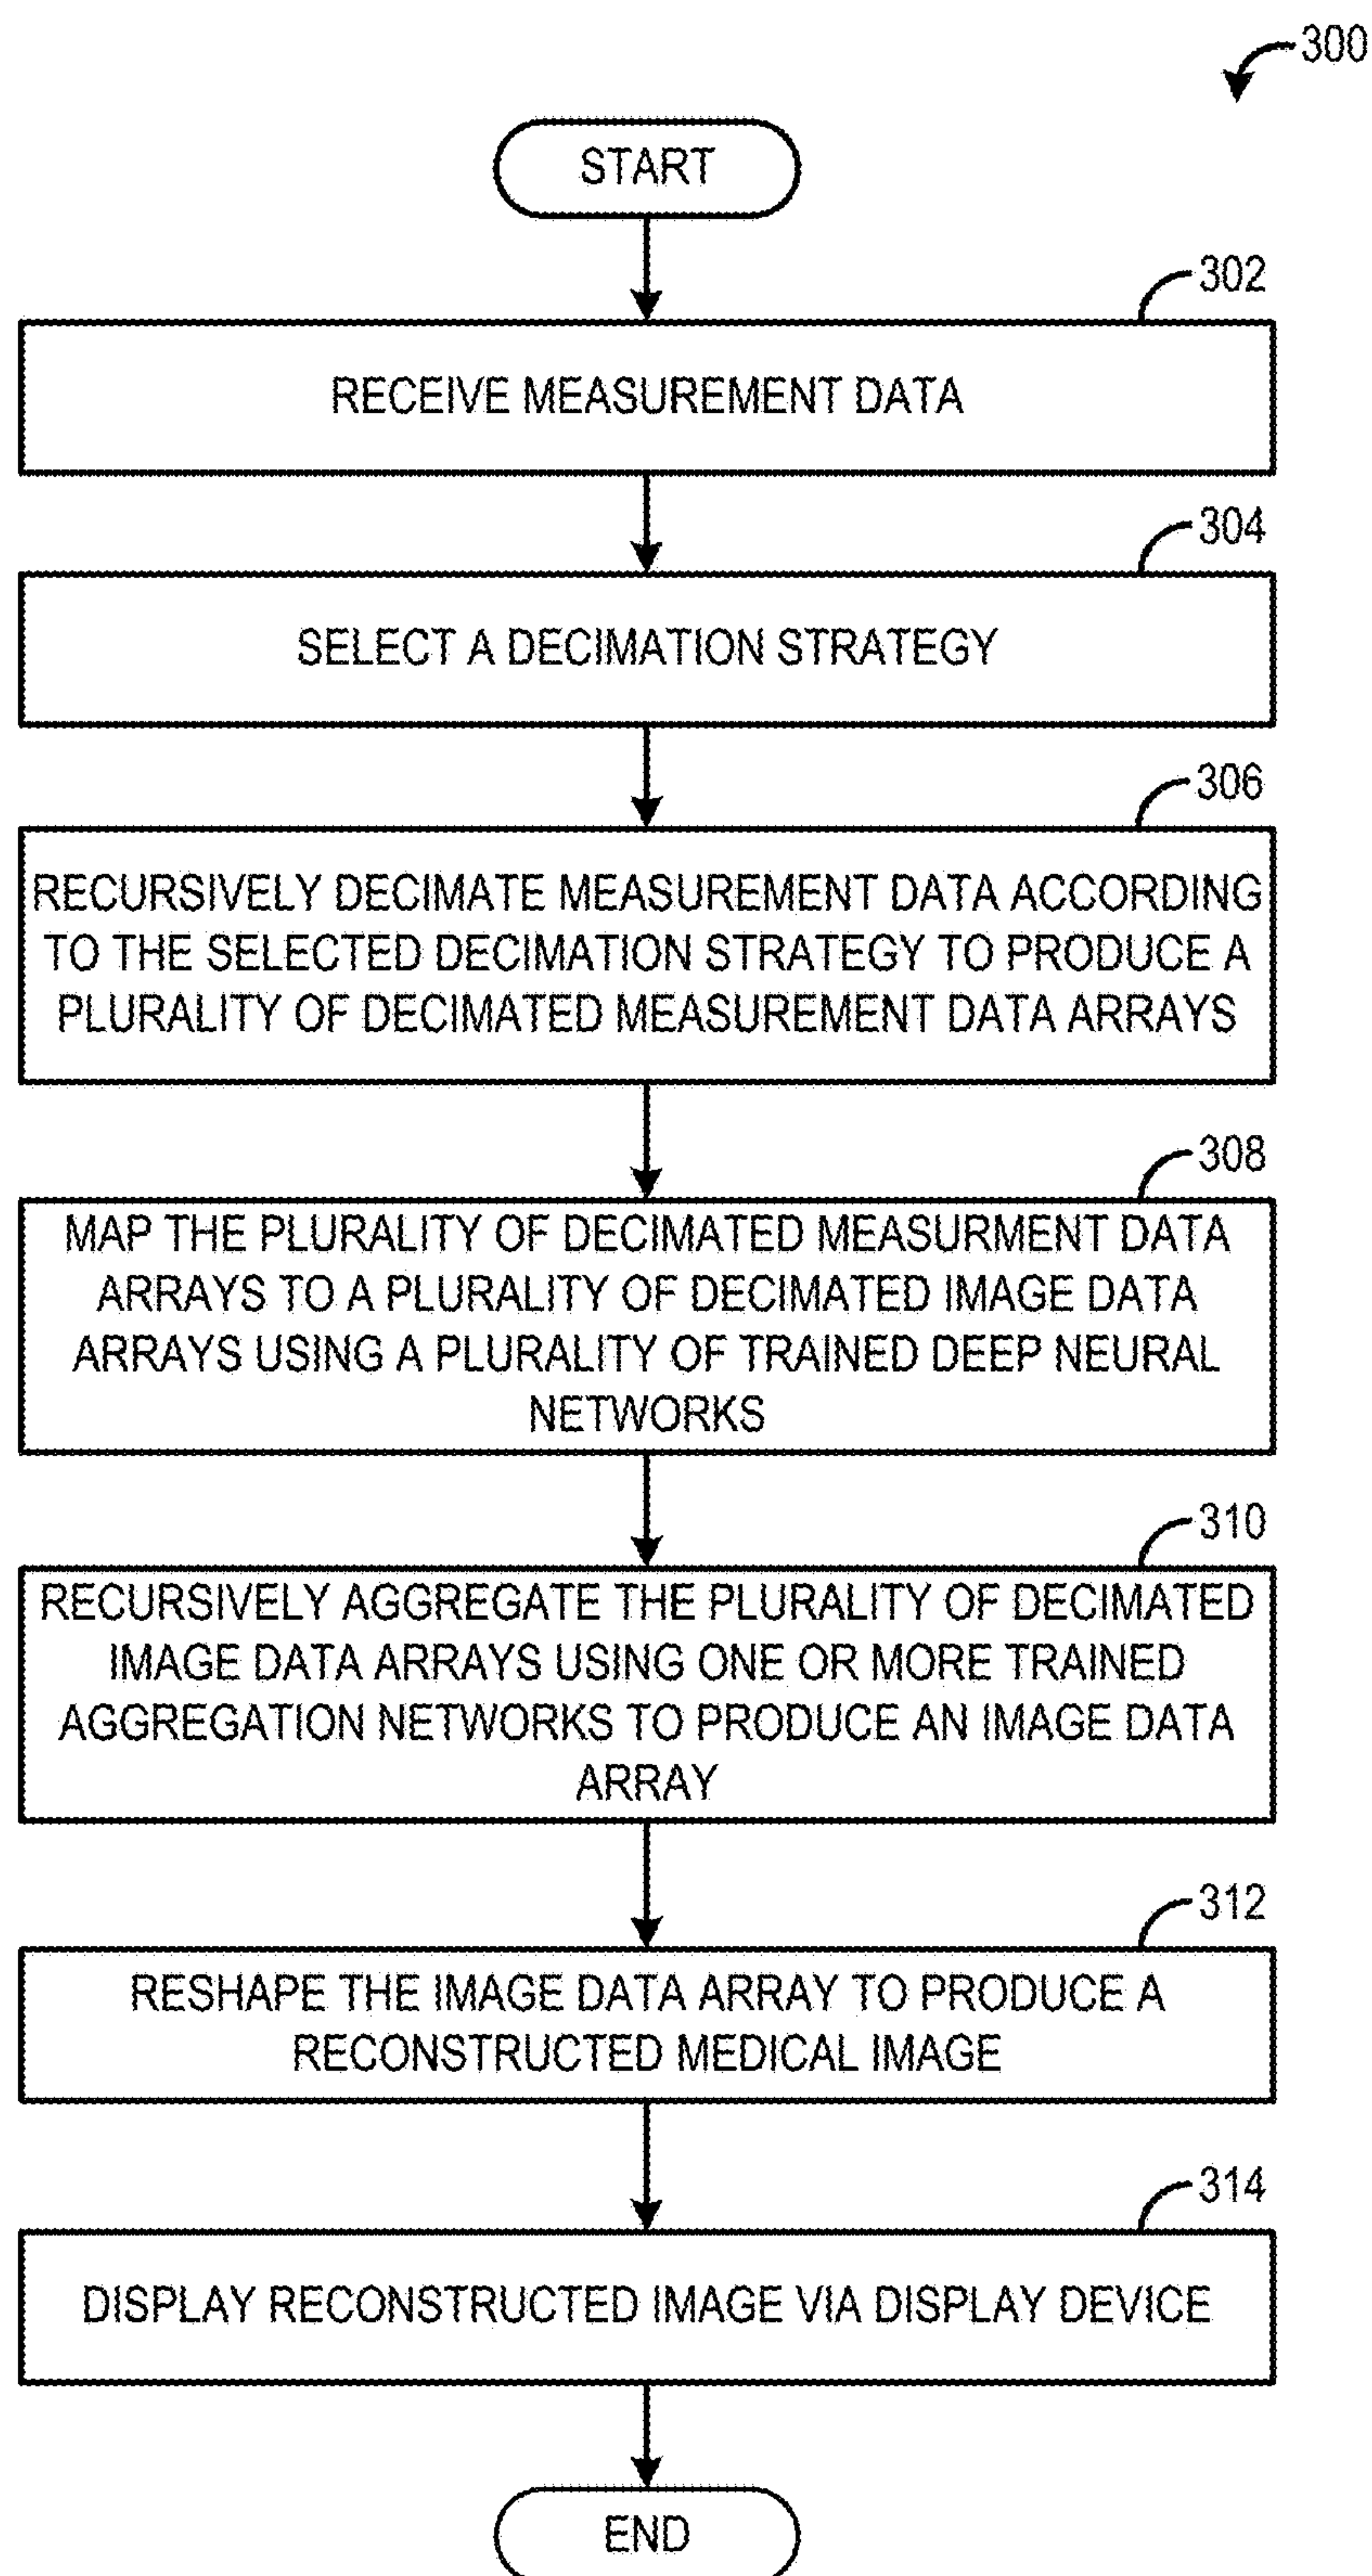 300
START
302
RECEIVE MEASUREMENT DATA
304
SELECT A DECIMATION STRATEGY
306
RECURSIVELY DECIMATE MEASUREMENT DATA ACCORDING
TO THE SELECTED DECIMATION STRATEGY TO PRODUCE A
PLURALITY OF DECIMATED MEASUREMENT DATA ARRAYS
308
MAP THE PLURALITY OF DECIMATED MEASURMENT DATA
ARRAYS TO A PLURALITY OF DECIMATED IMAGE DATA
ARRAYS USING A PLURALITY OF TRAINED DEEP NEURAL
NETWORKS
310
RECURSIVELY AGGREGATE THE PLURALITY OF DECIMATED
IMAGE DATA ARRAYS USING ONE OR MORE TRAINED
AGGREGATION NETWORKS TO PRODUCE AN IMAGE DATA
ARRAY
312
RESHAPE THE IMAGE DATA ARRAY TO PRODUCE A
RECONSTRUCTED MEDICAL IMAGE
314
DISPLAY RECONSTRUCTED IMAGE VIA DISPLAY DEVICE
END